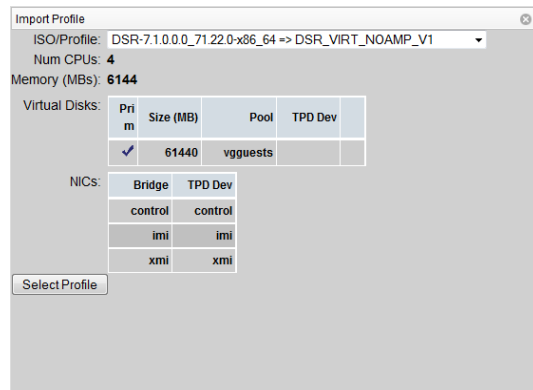 Import Profile
ISO/Profile: DSR-7.1.0.0.0_71.22.0-x86_64 => DSR_VIRT_NOAMP_V1
Num CPUs: 4
Memory (MBs): 6144
Virtual Disks:
Pri
m Size (MB) Pool TPD Dev
61440 vgguests
NICs: Bridge TPD Dev
control control
imi imi
xmi xmi
Select Profile